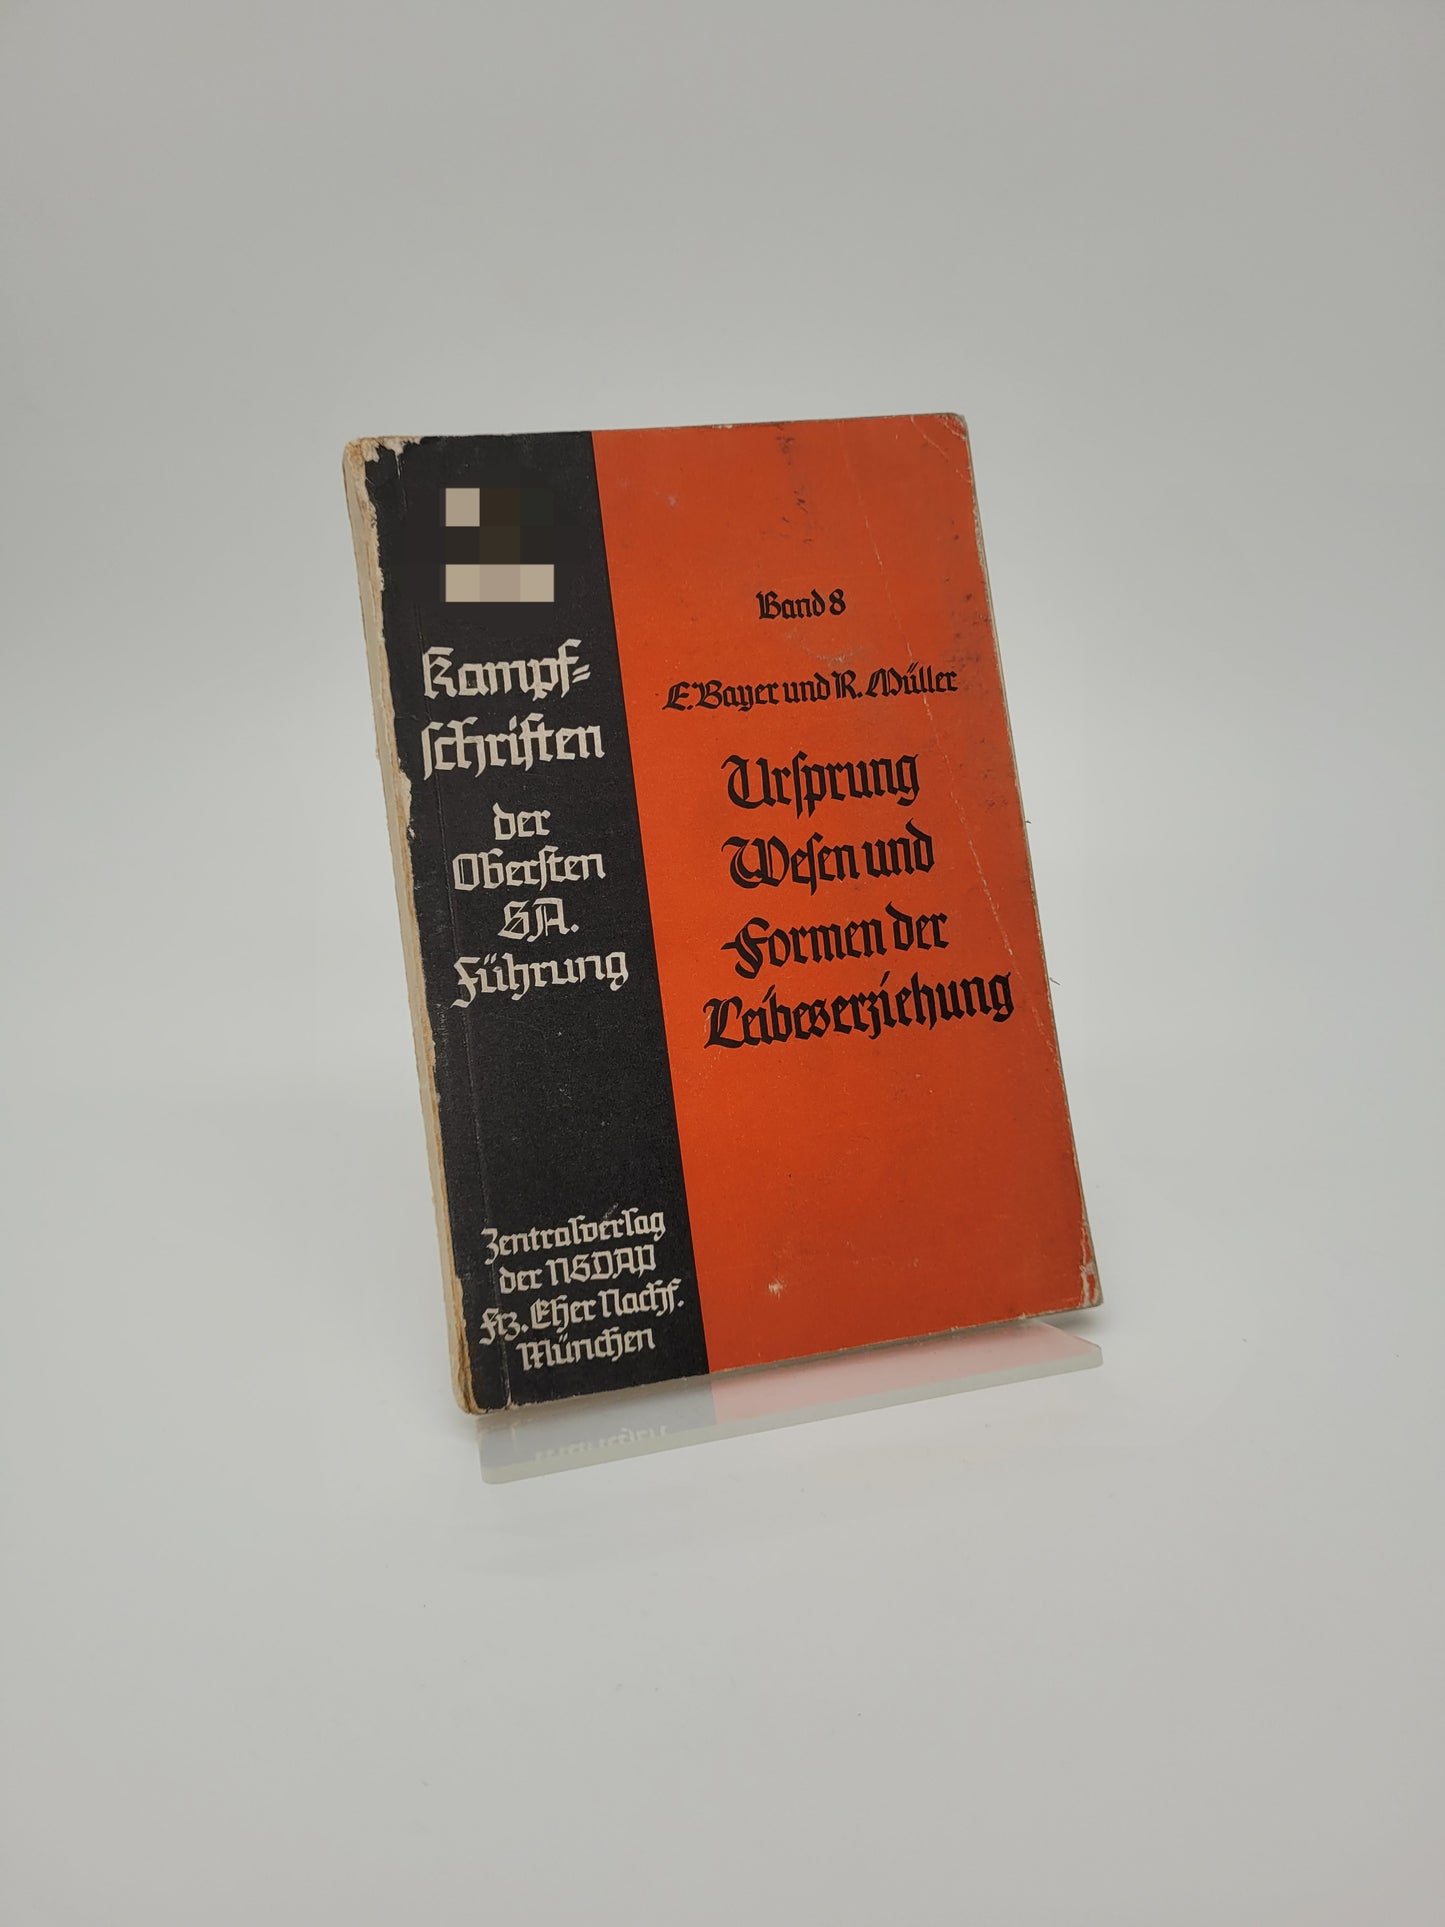 Kampf=
schriften
der
Obersten
SA.
Führung
Zentralverlag
der NSDAP
Frz. Eher Nachf.
München
Band 8
E. Bayer und R. Müller
Ursprung
Wesen und
Formen der
Leibeserziehung